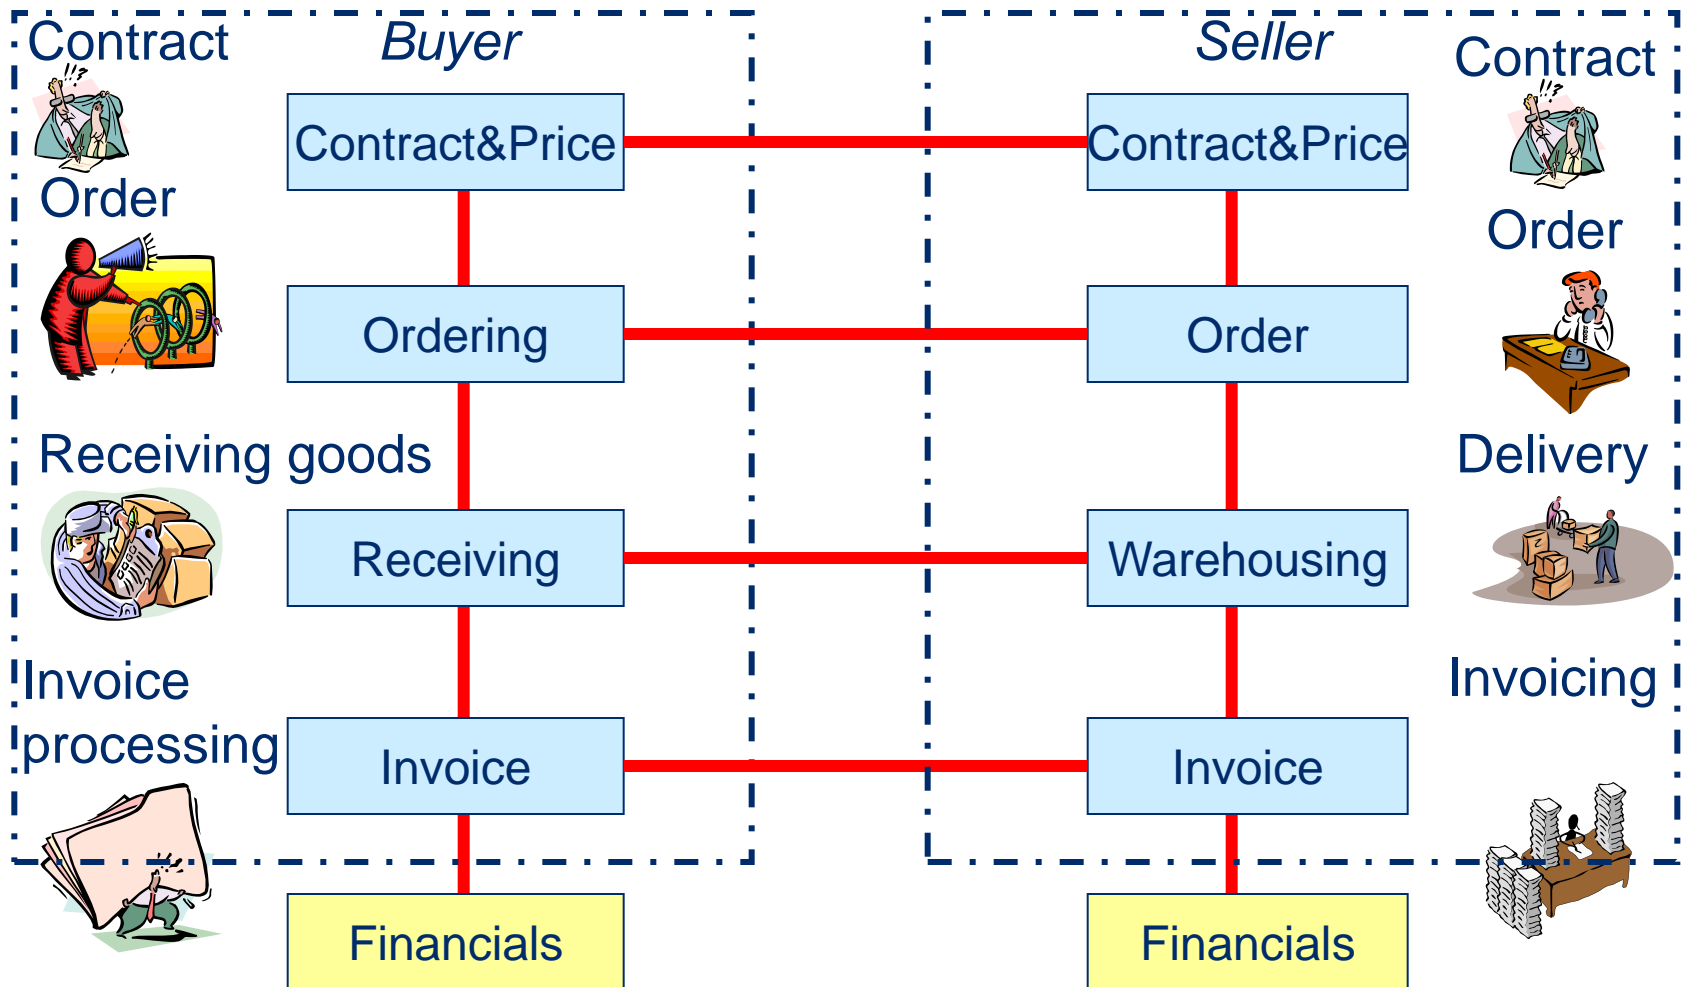 Contract
Buyer
Seller
Contract
Contract&Price
Contract&Price
Order
Order
Ordering
Order
Receiving goods
Delivery
Receiving
Warehousing
Invoice
processing
Invoicing
Invoice
Invoice
Financials
Financials